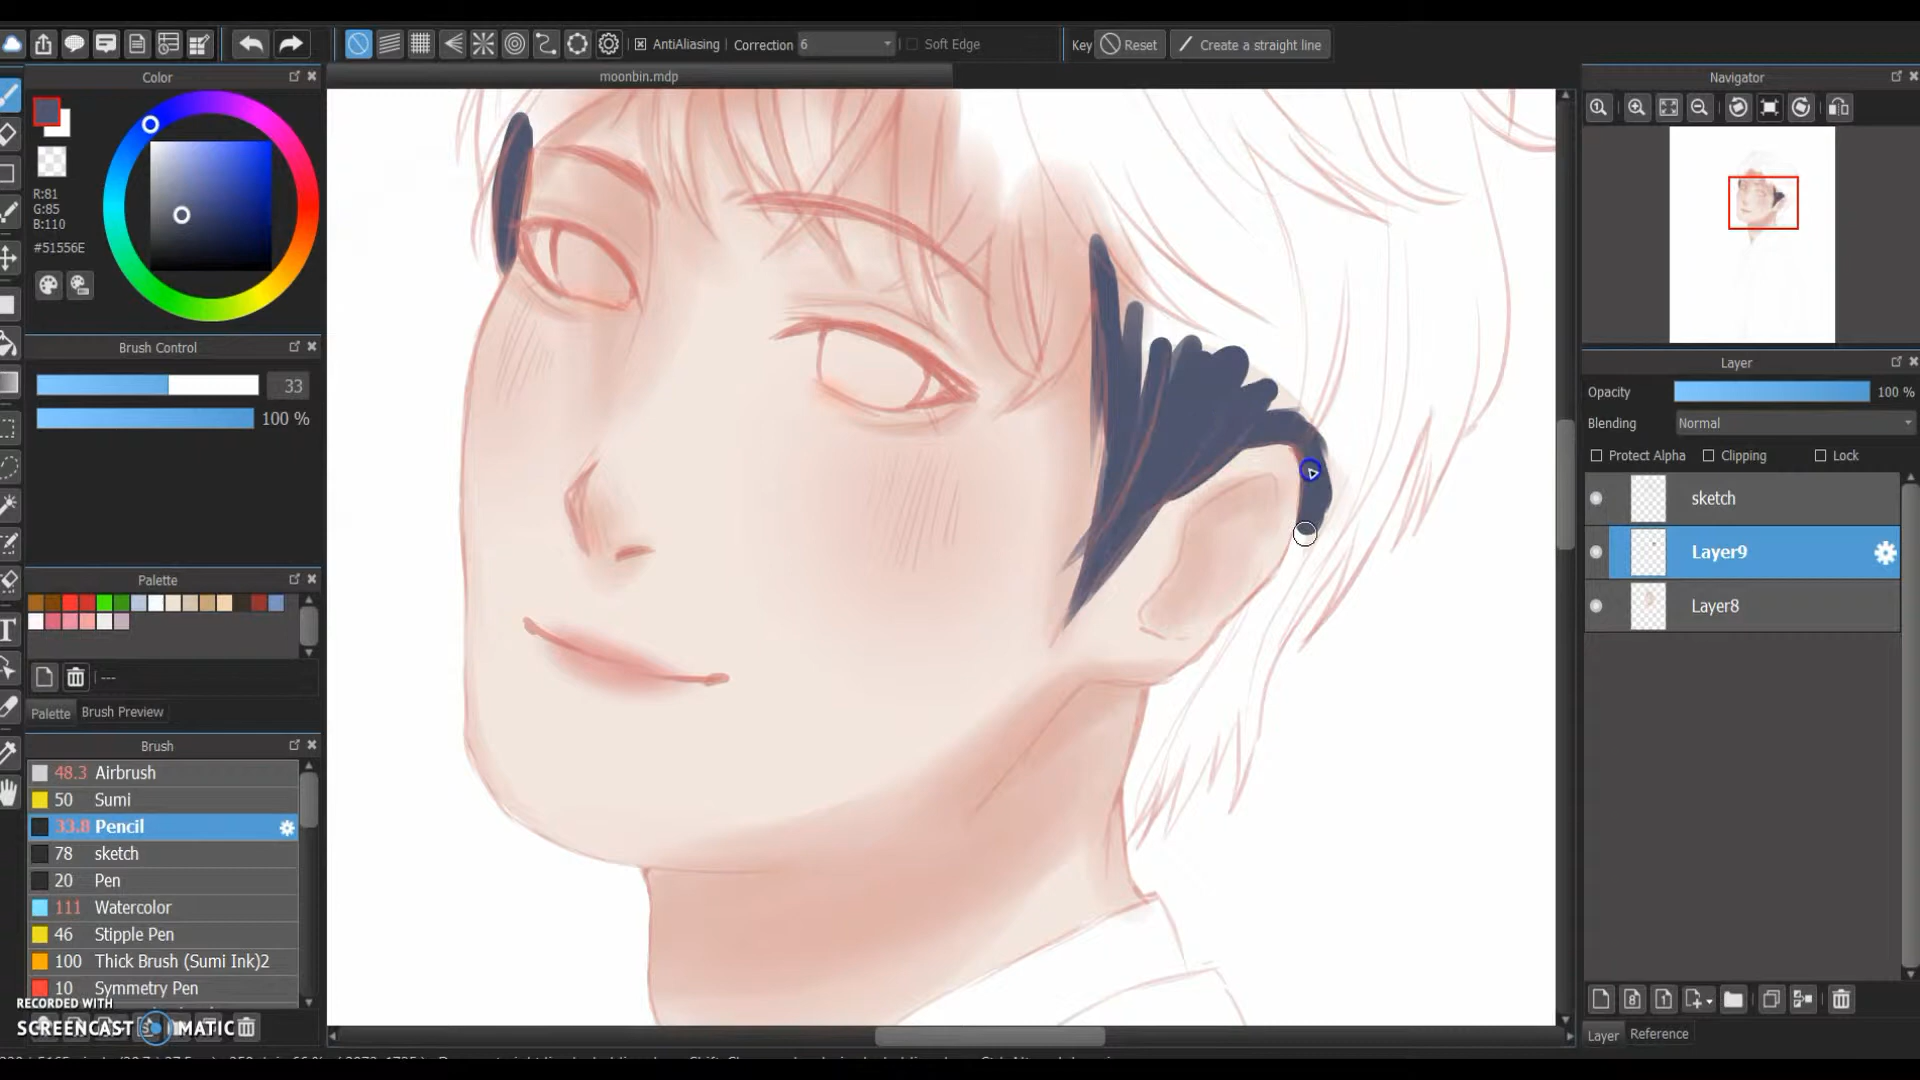 AntiAliasing Correction 6 Soft Edge Key Reset Create a straight line
Color
moonbin.mdp
Navigator
R:81
G:85
B:110
#51556E
Brush Control
33
100 %
Layer
Opacity 100 %
Blending Normal
Protect Alpha Clipping Lock
sketch
Layer9
Layer8
Palette
---
Palette Brush Preview
Brush
48.3 Airbrush
50 Sumi
33.8 Pencil
78 sketch
20 Pen
111 Watercolor
46 Stipple Pen
100 Thick Brush (Sumi Ink)2
10 Symmetry Pen
RECORDED WITH
SCREENCAST MATIC
Layer Reference